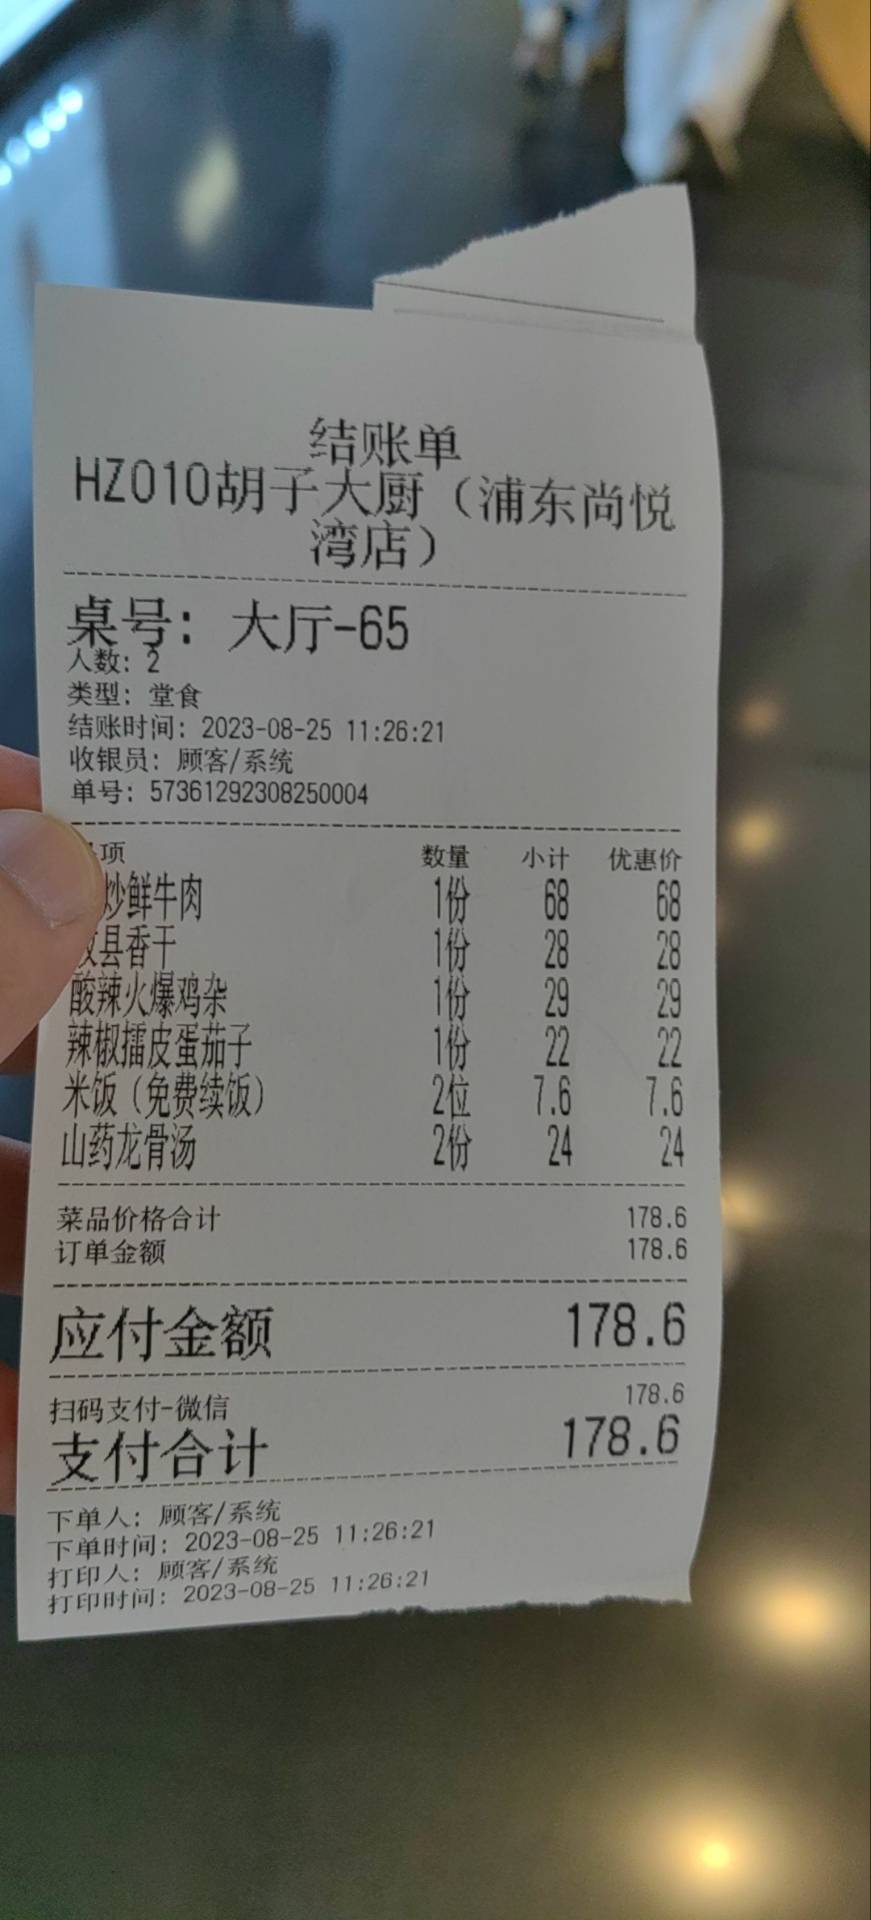 结账单
HZ010胡子大厨（浦东尚悦
湾店）
桌号: 大厅-65
人数: 2
类型: 堂食
结账时间: 2023-08-25 11:26:21
收银员: 顾客/系统
单号: 57361292308250004
项 数量 小计 优惠价
炒鲜牛肉 1份 68 68
县香干 1份 28 28
酸辣火爆鸡杂 1份 29 29
辣椒擂皮蛋茄子 1份 22 22
米饭（免费续饭） 2位 7.6 7.6
山药龙骨汤 2份 24 24
菜品价格合计 178.6
订单金额 178.6
应付金额 178.6
扫码支付-微信 178.6
支付合计 178.6
下单人: 顾客/系统
下单时间: 2023-08-25 11:26:21
打印人: 顾客/系统
打印时间: 2023-08-25 11:26:21